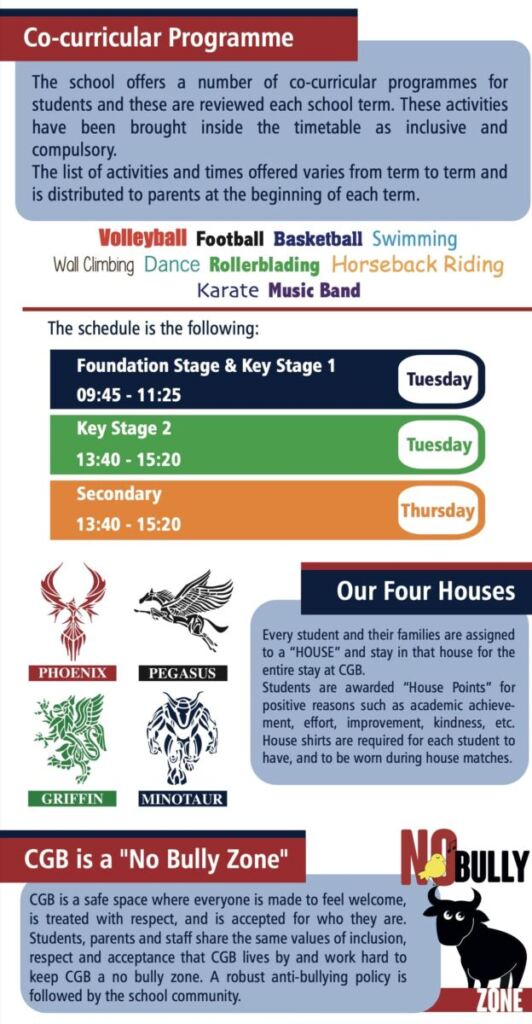 Co-curricular Programme
The school offers a number of co-curricular programmes for
students and these are reviewed each school term. These activities
have been brought inside the timetable as inclusive and
compulsory.
The list of activities and times offered varies from term to term and
is distributed to parents at the beginning of each term.
Volleyball Football Basketball Swimming
Wall Climbing Dance Rollerblading Horseback Riding
Karate Music Band
The schedule is the following:
Foundation Stage & Key Stage 1
09:45 - 11:25
Tuesday
Key Stage 2
13:40 - 15:20
Tuesday
Secondary
13:40 - 15:20
Thursday
PHOENIX
PEGASUS
GRIFFIN
MINOTAUR
Our Four Houses
Every student and their families are assigned
to a “HOUSE” and stay in that house for the
entire stay at CGB.
Students are awarded “House Points” for
positive reasons such as academic achieve-
ment, effort, improvement, kindness, etc.
House shirts are required for each student to
have, and to be worn during house matches.
CGB is a "No Bully Zone"
CGB is a safe space where everyone is made to feel welcome,
is treated with respect, and is accepted for who they are.
Students, parents and staff share the same values of inclusion,
respect and acceptance that CGB lives by and work hard to
keep CGB a no bully zone. A robust anti-bullying policy is
followed by the school community.
NO
BULLY
ZONE